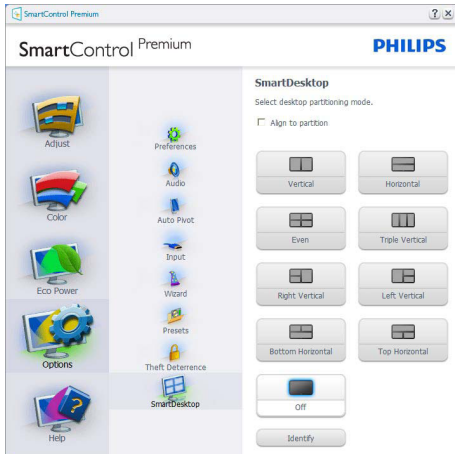 SmartControl Premium
SmartControl Premium
PHILIPS
Adjust
Color
Eco Power
Options
Help
Preferences
Audio
Auto Pivot
Input
Wizard
Presets
Theft Deterrence
SmartDesktop
SmartDesktop
Select desktop partitioning mode.
Align to partition
Vertical
Horizontal
Even
Triple Vertical
Right Vertical
Left Vertical
Bottom Horizontal
Top Horizontal
Off
Identify